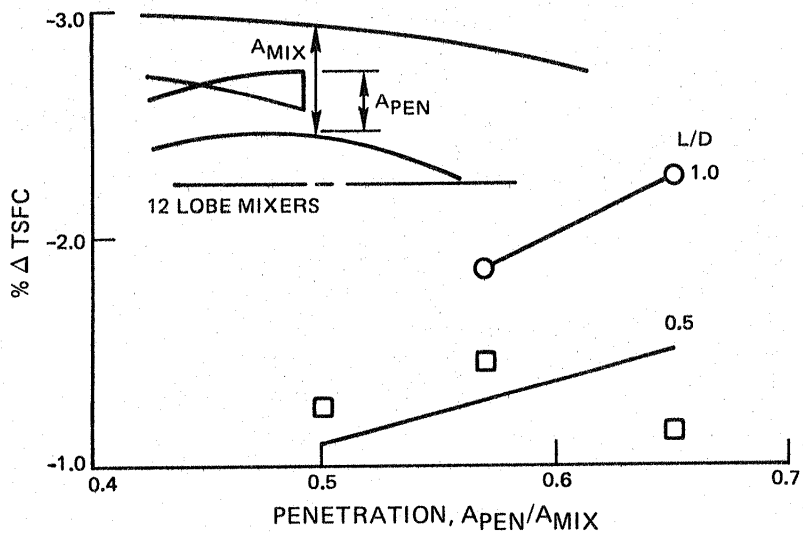 -3.0
AMIX
APEN
L/D
1.0
12 LOBE MIXERS
-2.0
% Δ TSFC
0.5
-1.0
0.4
0.5
0.6
0.7
PENETRATION, APEN/AMIX